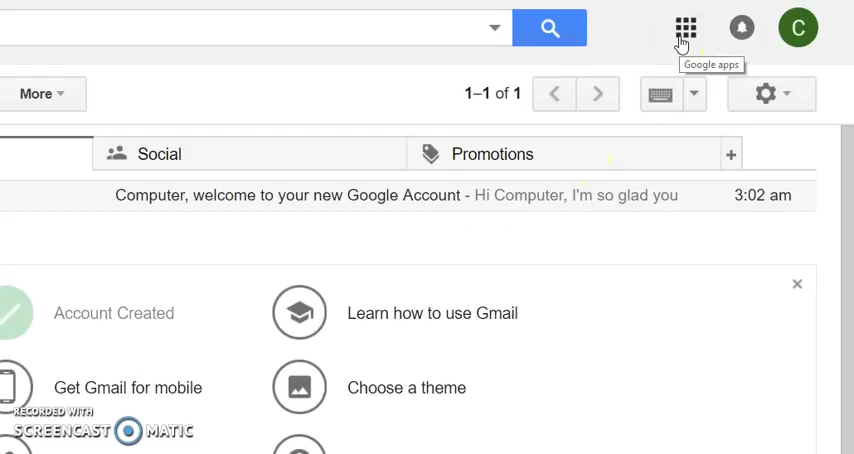 C
Google apps
More
1–1 of 1
Social
Promotions
+
Computer, welcome to your new Google Account - Hi Computer, I'm so glad you
3:02 am
Account Created
Learn how to use Gmail
Get Gmail for mobile
Choose a theme
RECORDED WITH
SCREENCAST MATIC